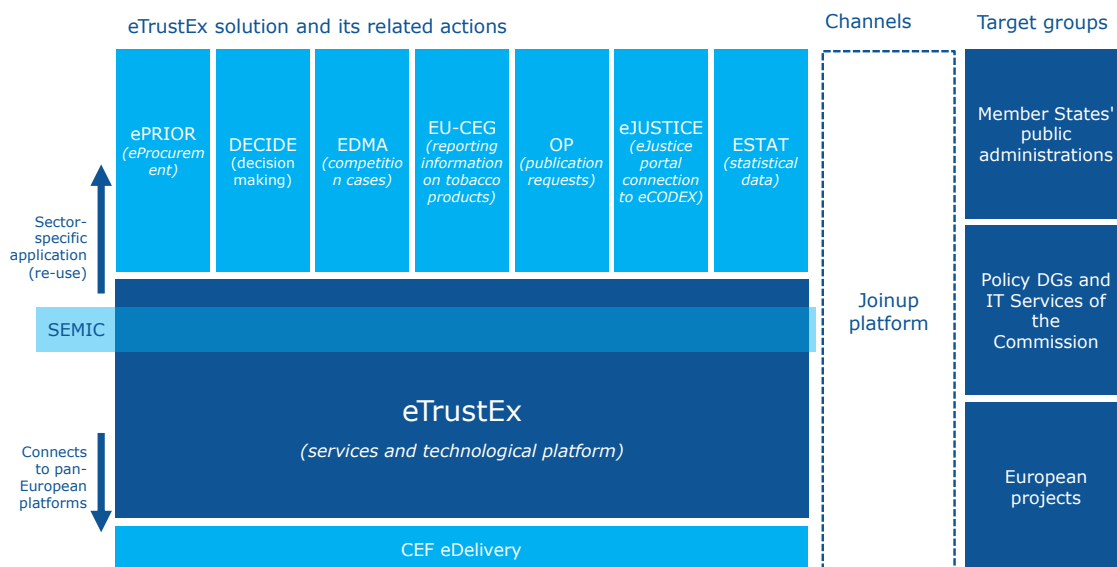 eTrustEx solution and its related actions
Channels
Target groups
ePRIOR
(eProcurem
ent)
DECIDE
(decision
making)
EDMA
(competitio
n cases)
EU-CEG
(reporting
information
on tobacco
products)
OP
(publication
requests)
eJUSTICE
(eJustice
portal
connection
to eCODEX)
ESTAT
(statistical
data)
Sector-
specific
application
(re-use)
SEMIC
eTrustEx
(services and technological platform)
Connects
to pan-
European
platforms
CEF eDelivery
Joinup
platform
Member States'
public
administrations
Policy DGs and
IT Services of
the
Commission
European
projects